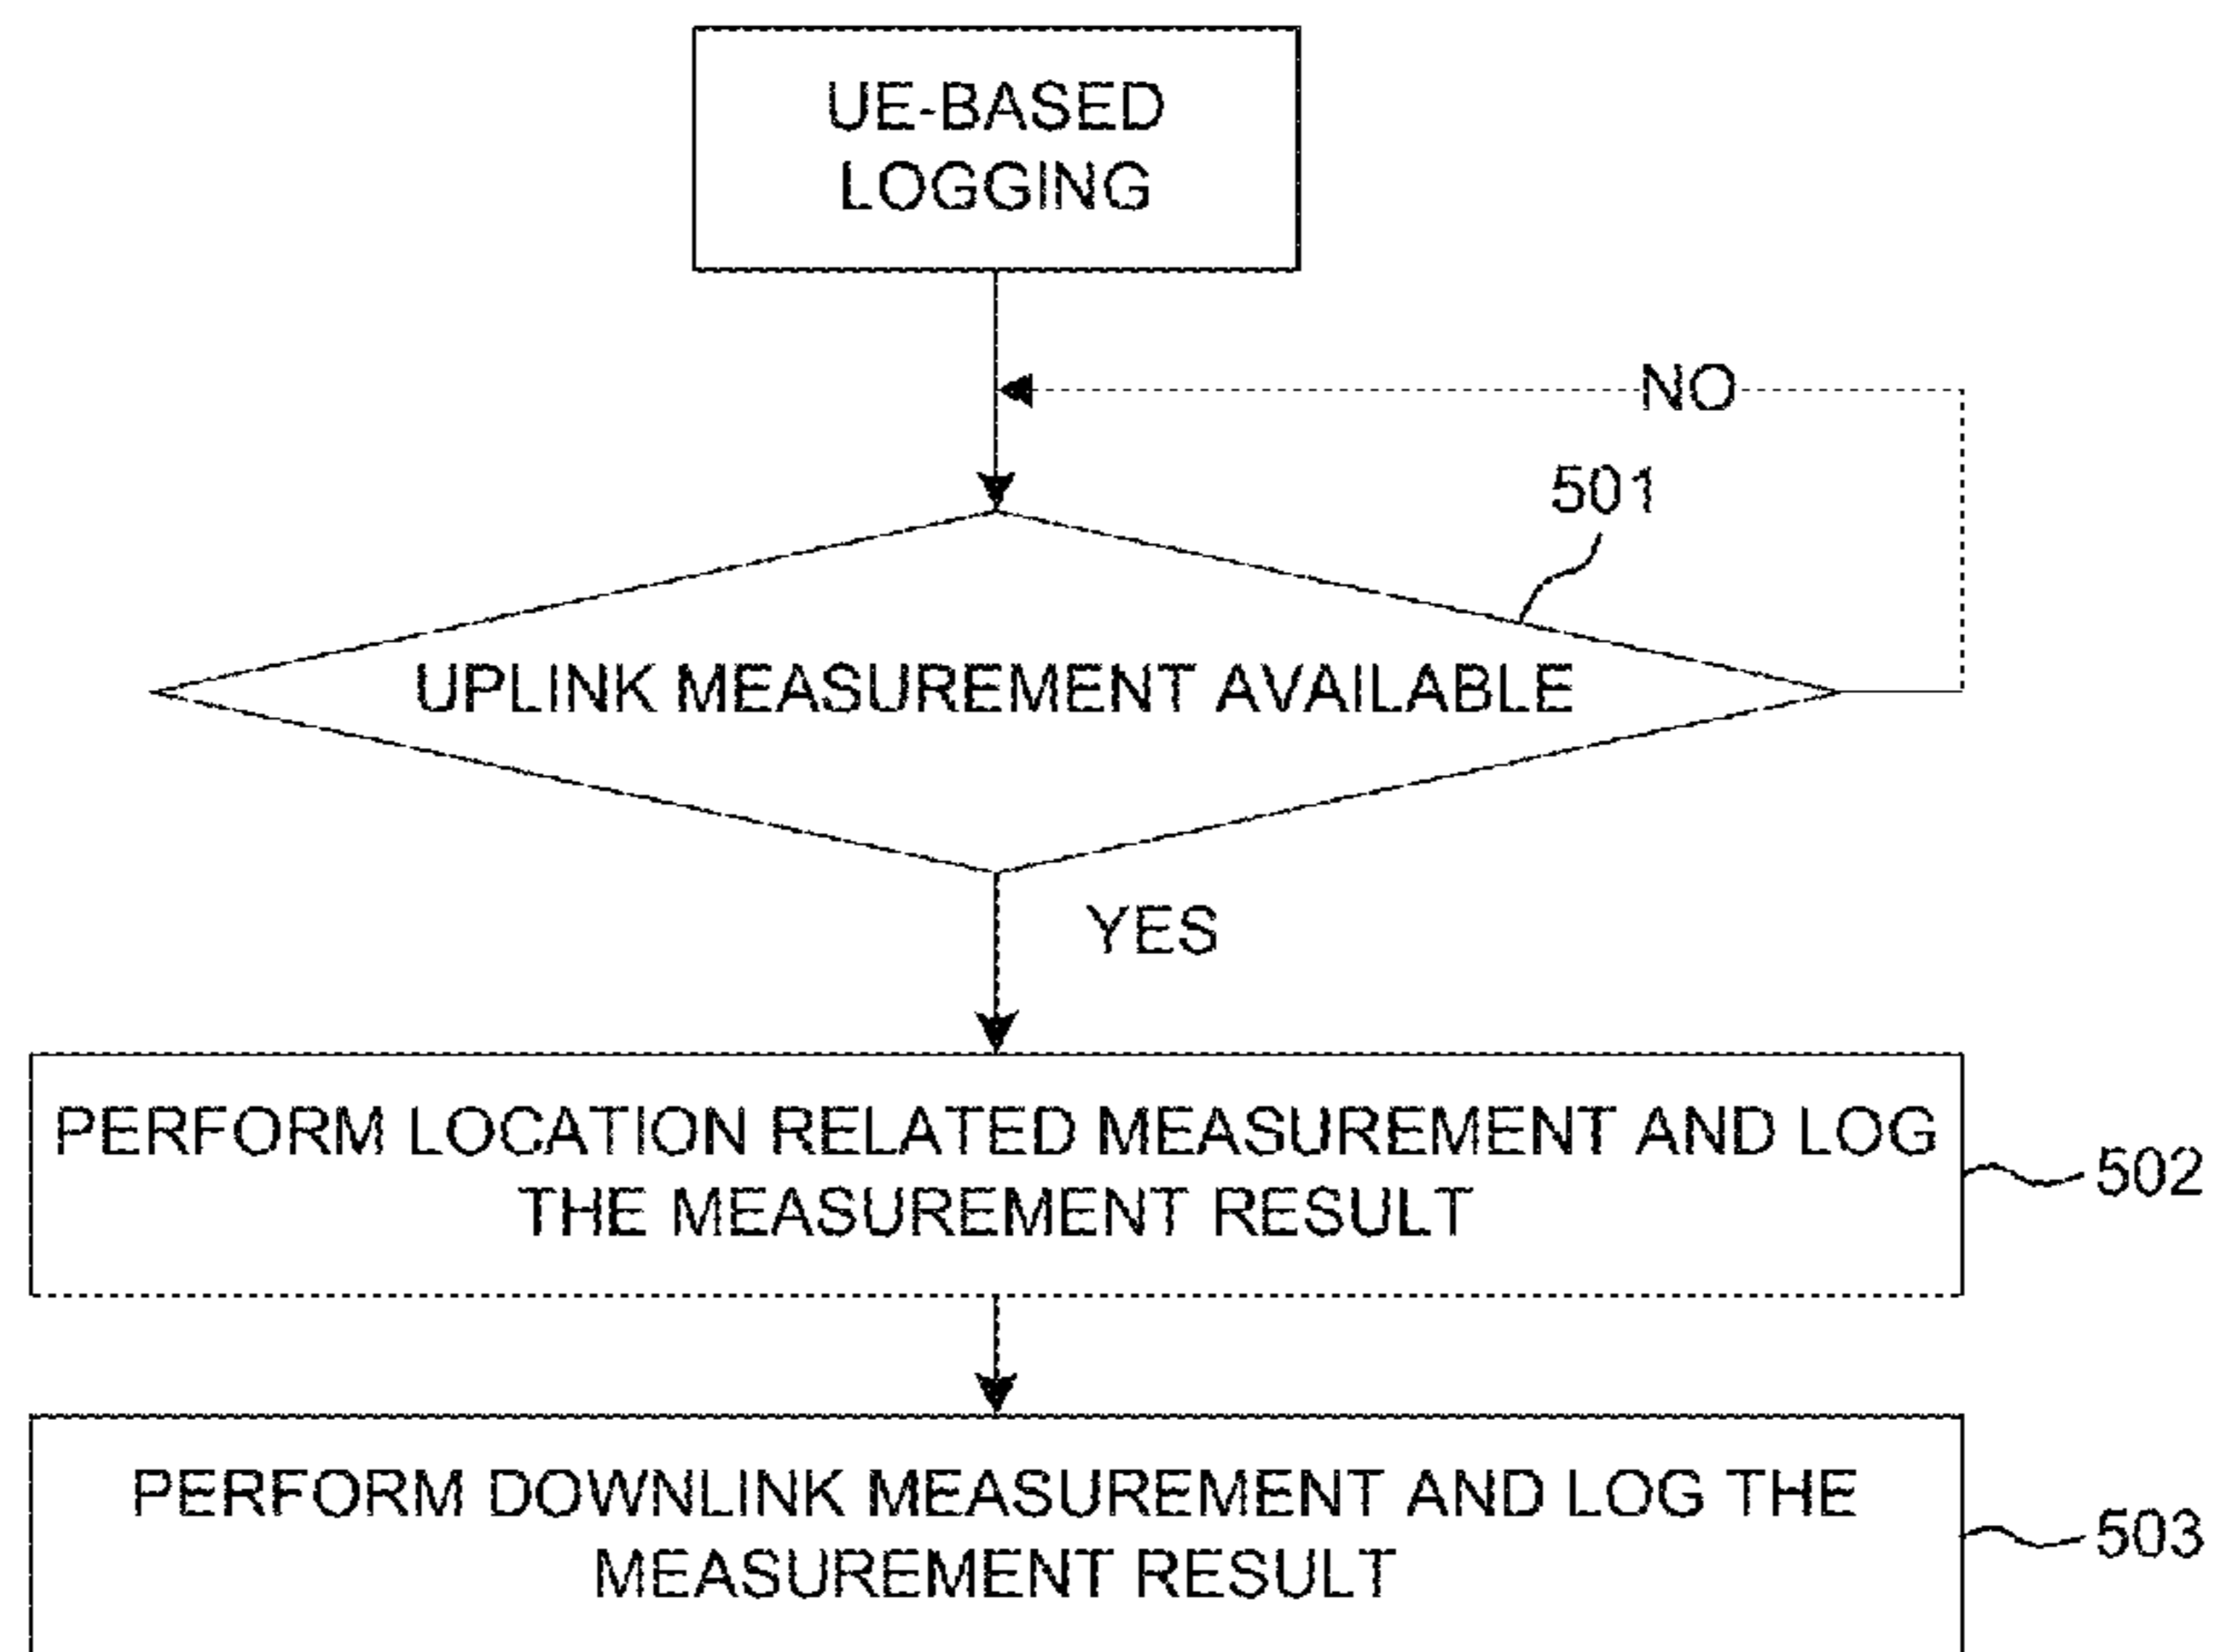 UE-BASED
LOGGING
NO
501
UPLINK MEASUREMENT AVAILABLE
YES
PERFORM LOCATION RELATED MEASUREMENT AND LOG
THE MEASUREMENT RESULT
502
PERFORM DOWNLINK MEASUREMENT AND LOG THE
MEASUREMENT RESULT
503